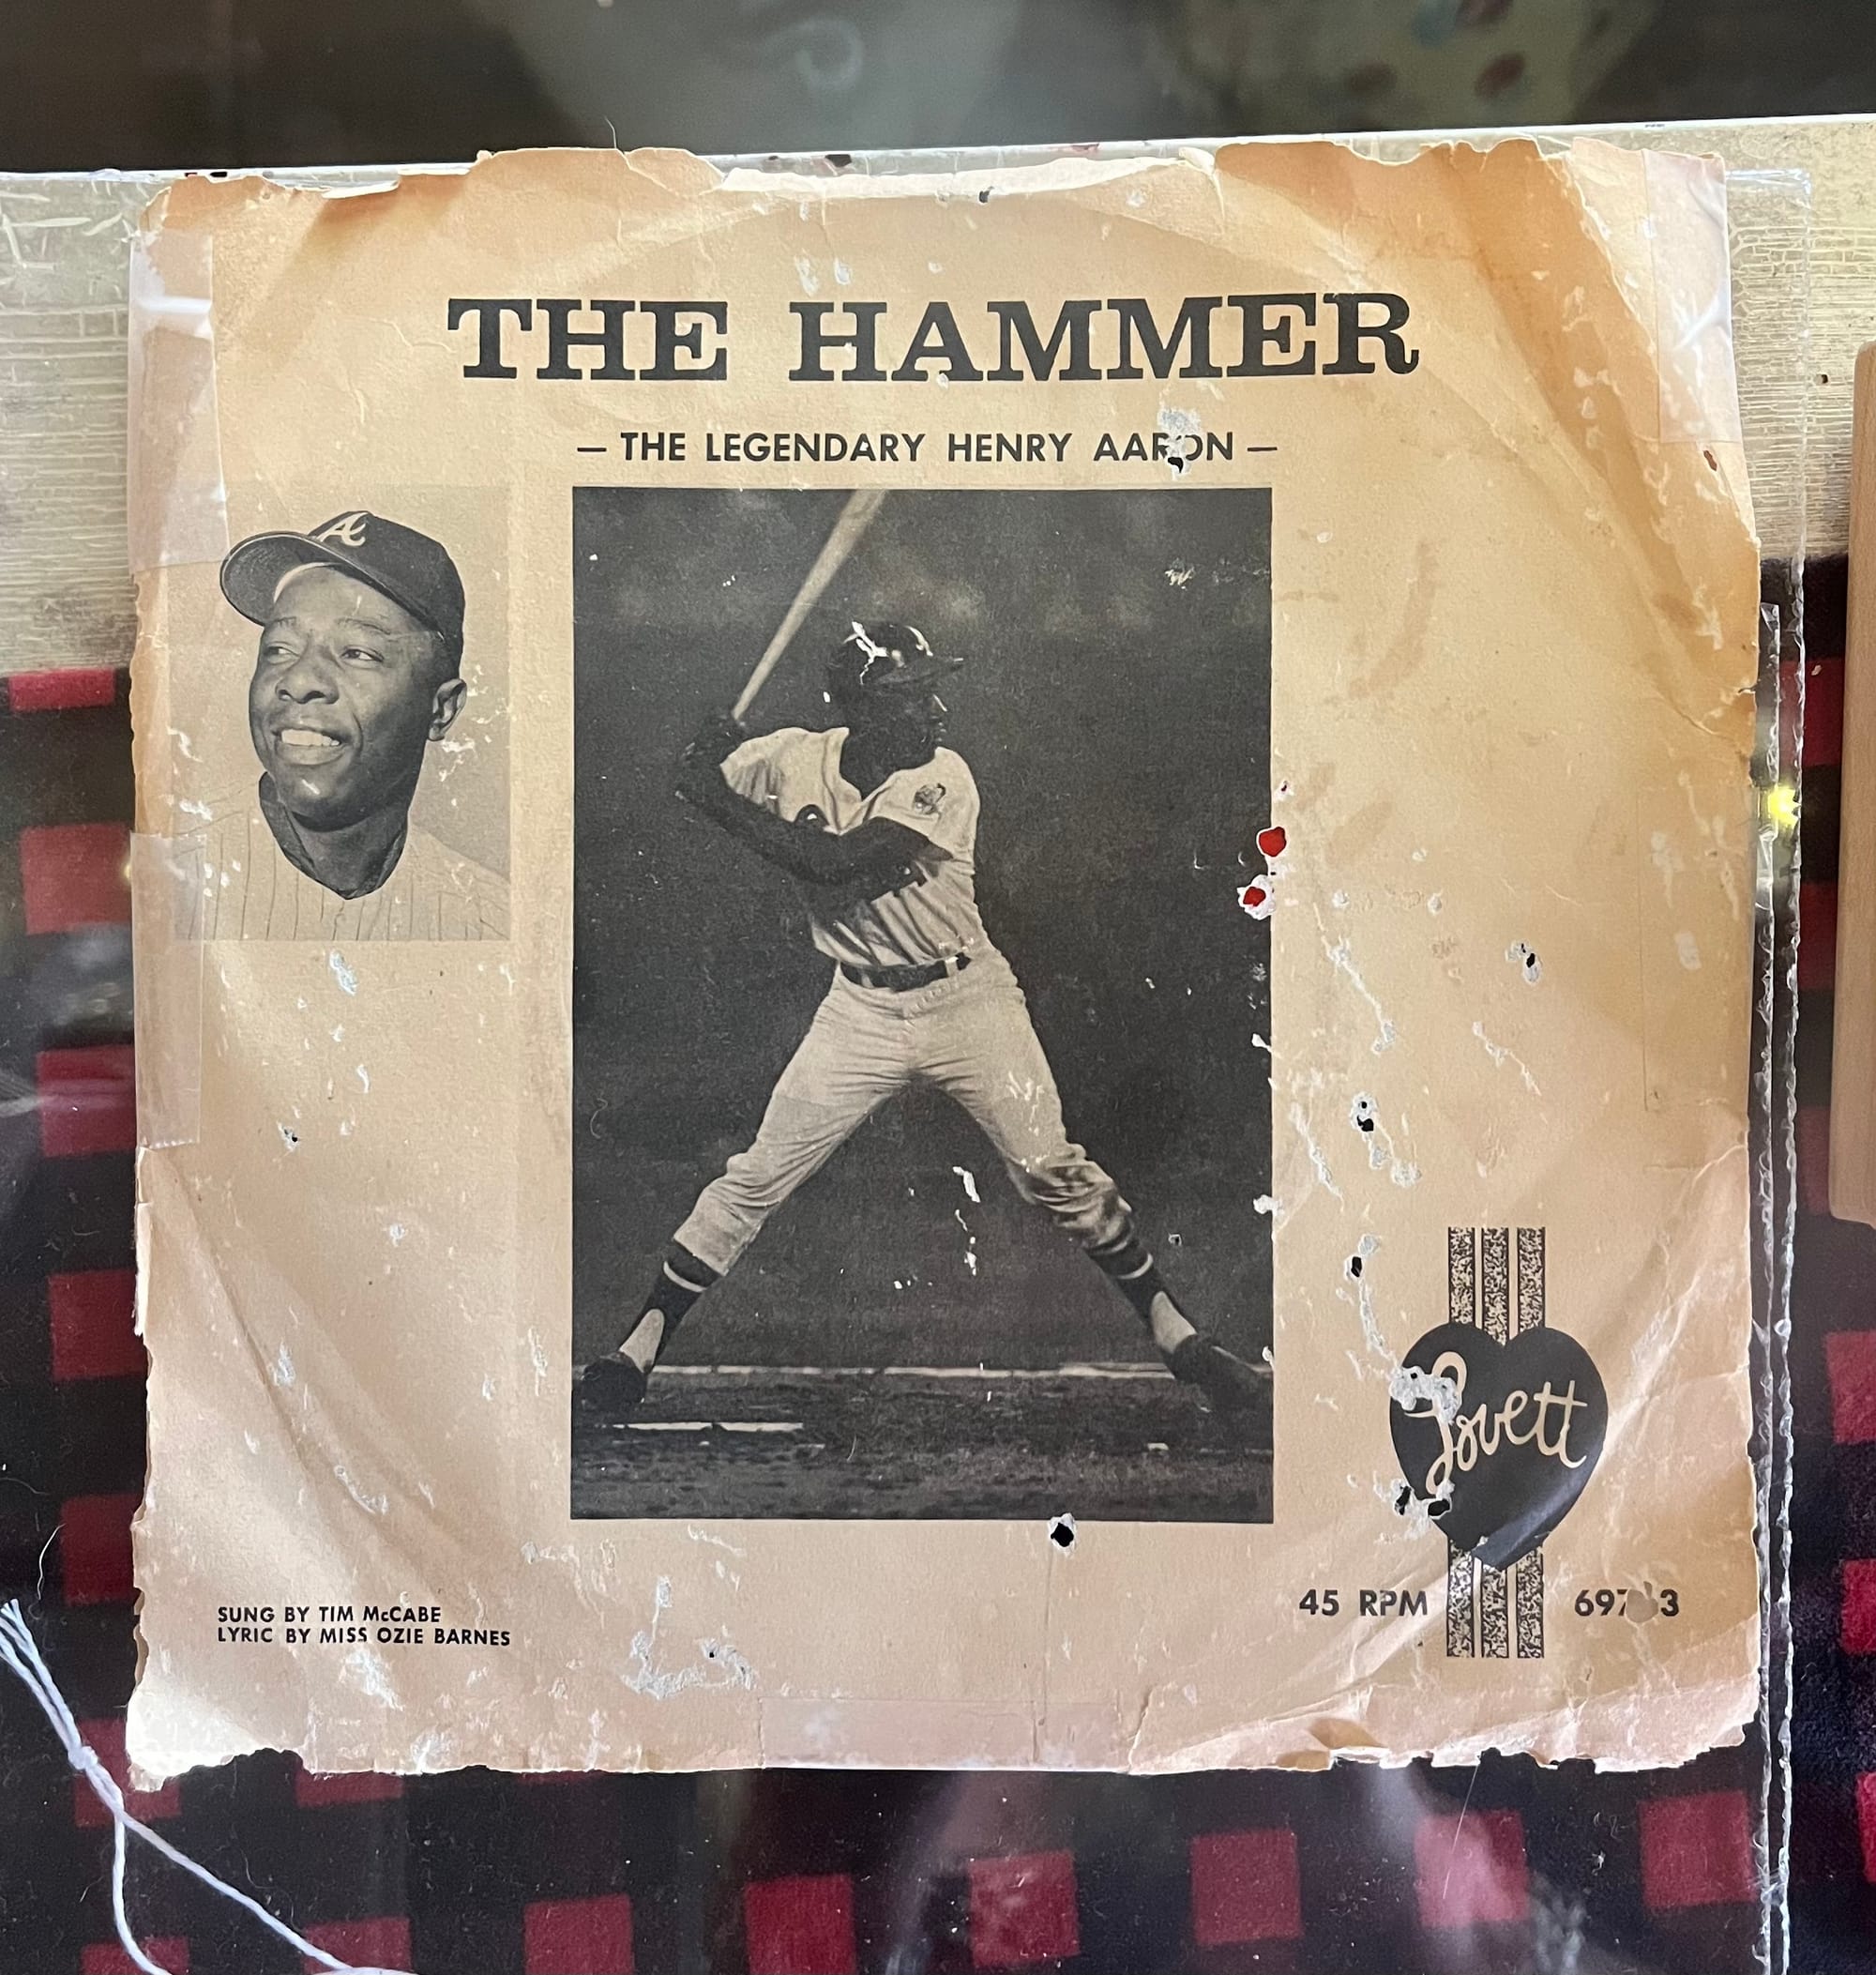 THE HAMMER
— THE LEGENDARY HENRY AARON —
A
Lovett
45 RPM
SUNG BY TIM McCABE
LYRIC BY MISS OZIE BARNES